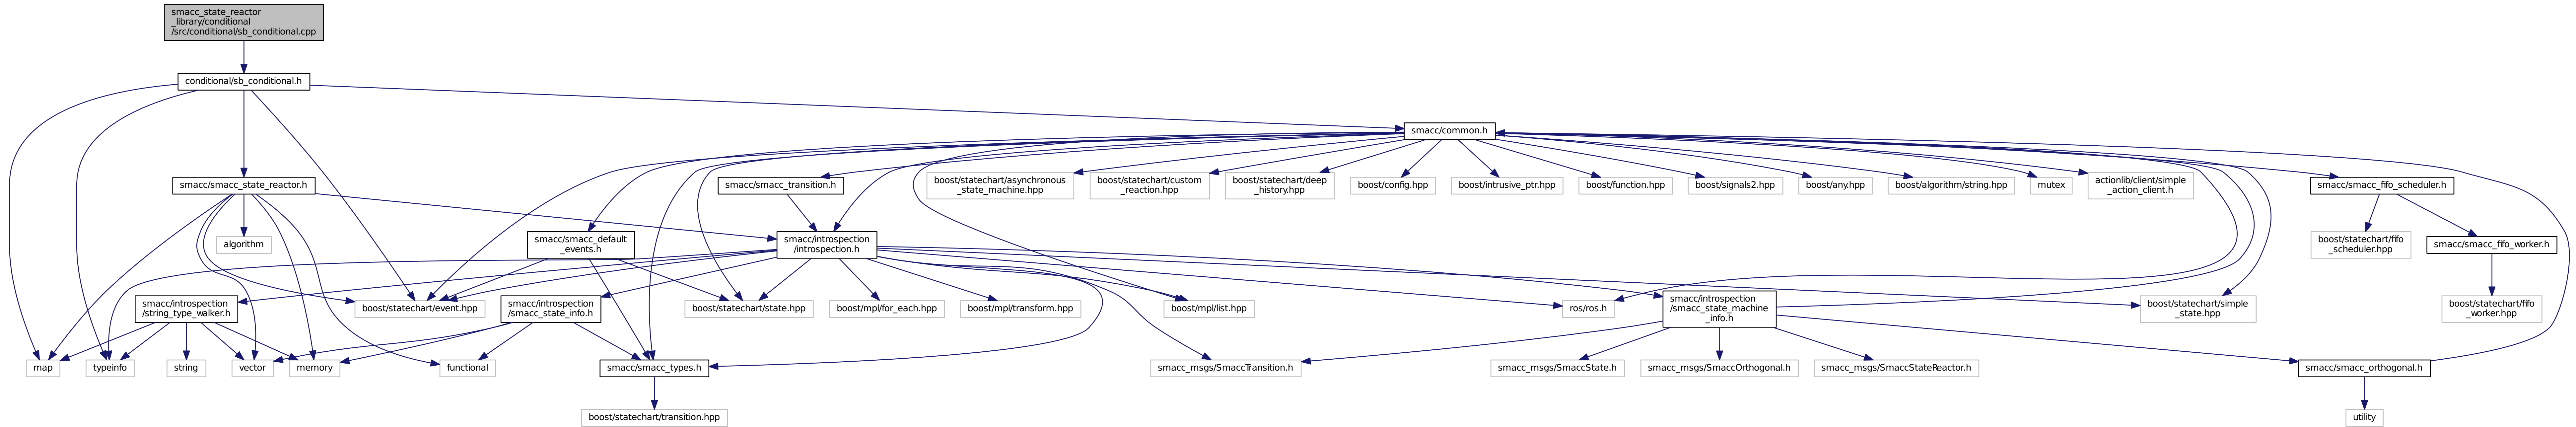 smacc_state_reactor
_library/conditional
/src/conditional/sb_conditional.cpp
conditional/sb_conditional.h
smacc/common.h
smacc/smacc_state_reactor.h
smacc/smacc_transition.h
boost/statechart/asynchronous
_state_machine.hpp
boost/statechart/custom
_reaction.hpp
boost/statechart/deep
_history.hpp
boost/config.hpp
boost/intrusive_ptr.hpp
boost/function.hpp
boost/signals2.hpp
boost/any.hpp
boost/algorithm/string.hpp
mutex
actionlib/client/simple
_action_client.h
smacc/smacc_fifo_scheduler.h
algorithm
smacc/smacc_default
_events.h
smacc/introspection
/introspection.h
boost/statechart/fifo
_scheduler.hpp
smacc/smacc_fifo_worker.h
smacc/introspection
/string_type_walker.h
boost/statechart/event.hpp
smacc/introspection
/smacc_state_info.h
boost/statechart/state.hpp
boost/mpl/for_each.hpp
boost/mpl/transform.hpp
boost/mpl/list.hpp
ros/ros.h
smacc/introspection
/smacc_state_machine
_info.h
boost/statechart/simple
_state.hpp
boost/statechart/fifo
_worker.hpp
map
typeinfo
string
vector
memory
functional
smacc/smacc_types.h
smacc_msgs/SmaccTransition.h
smacc_msgs/SmaccState.h
smacc_msgs/SmaccOrthogonal.h
smacc_msgs/SmaccStateReactor.h
smacc/smacc_orthogonal.h
boost/statechart/transition.hpp
utility